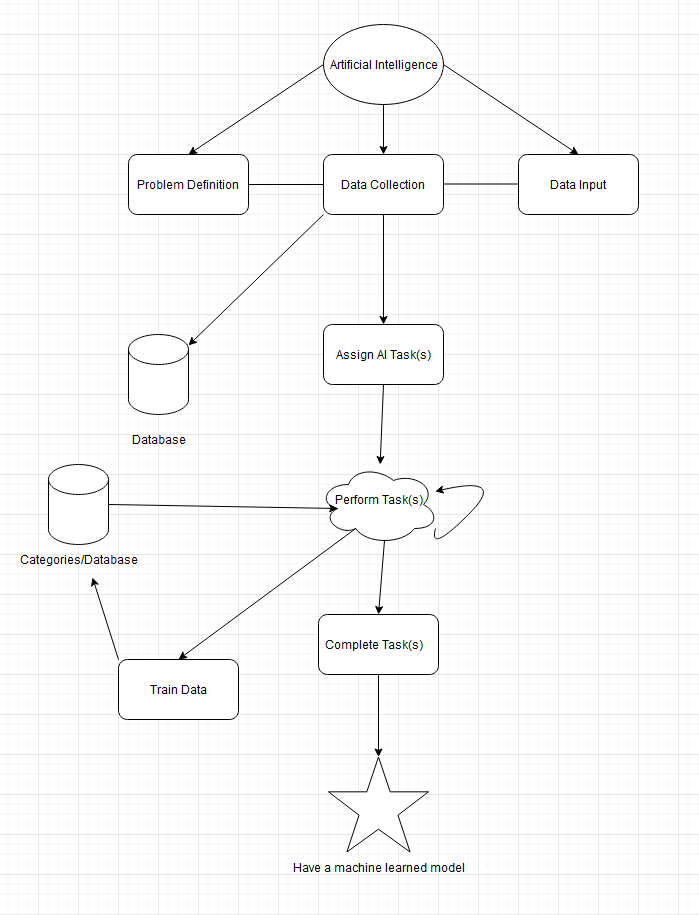 Artificial Intelligence
Problem Definition
Data Collection
Data Input
Assign AI Task(s)
Database
Perform Task(s)
Categories/Database
Complete Task(s)
Train Data
Have a machine learned model